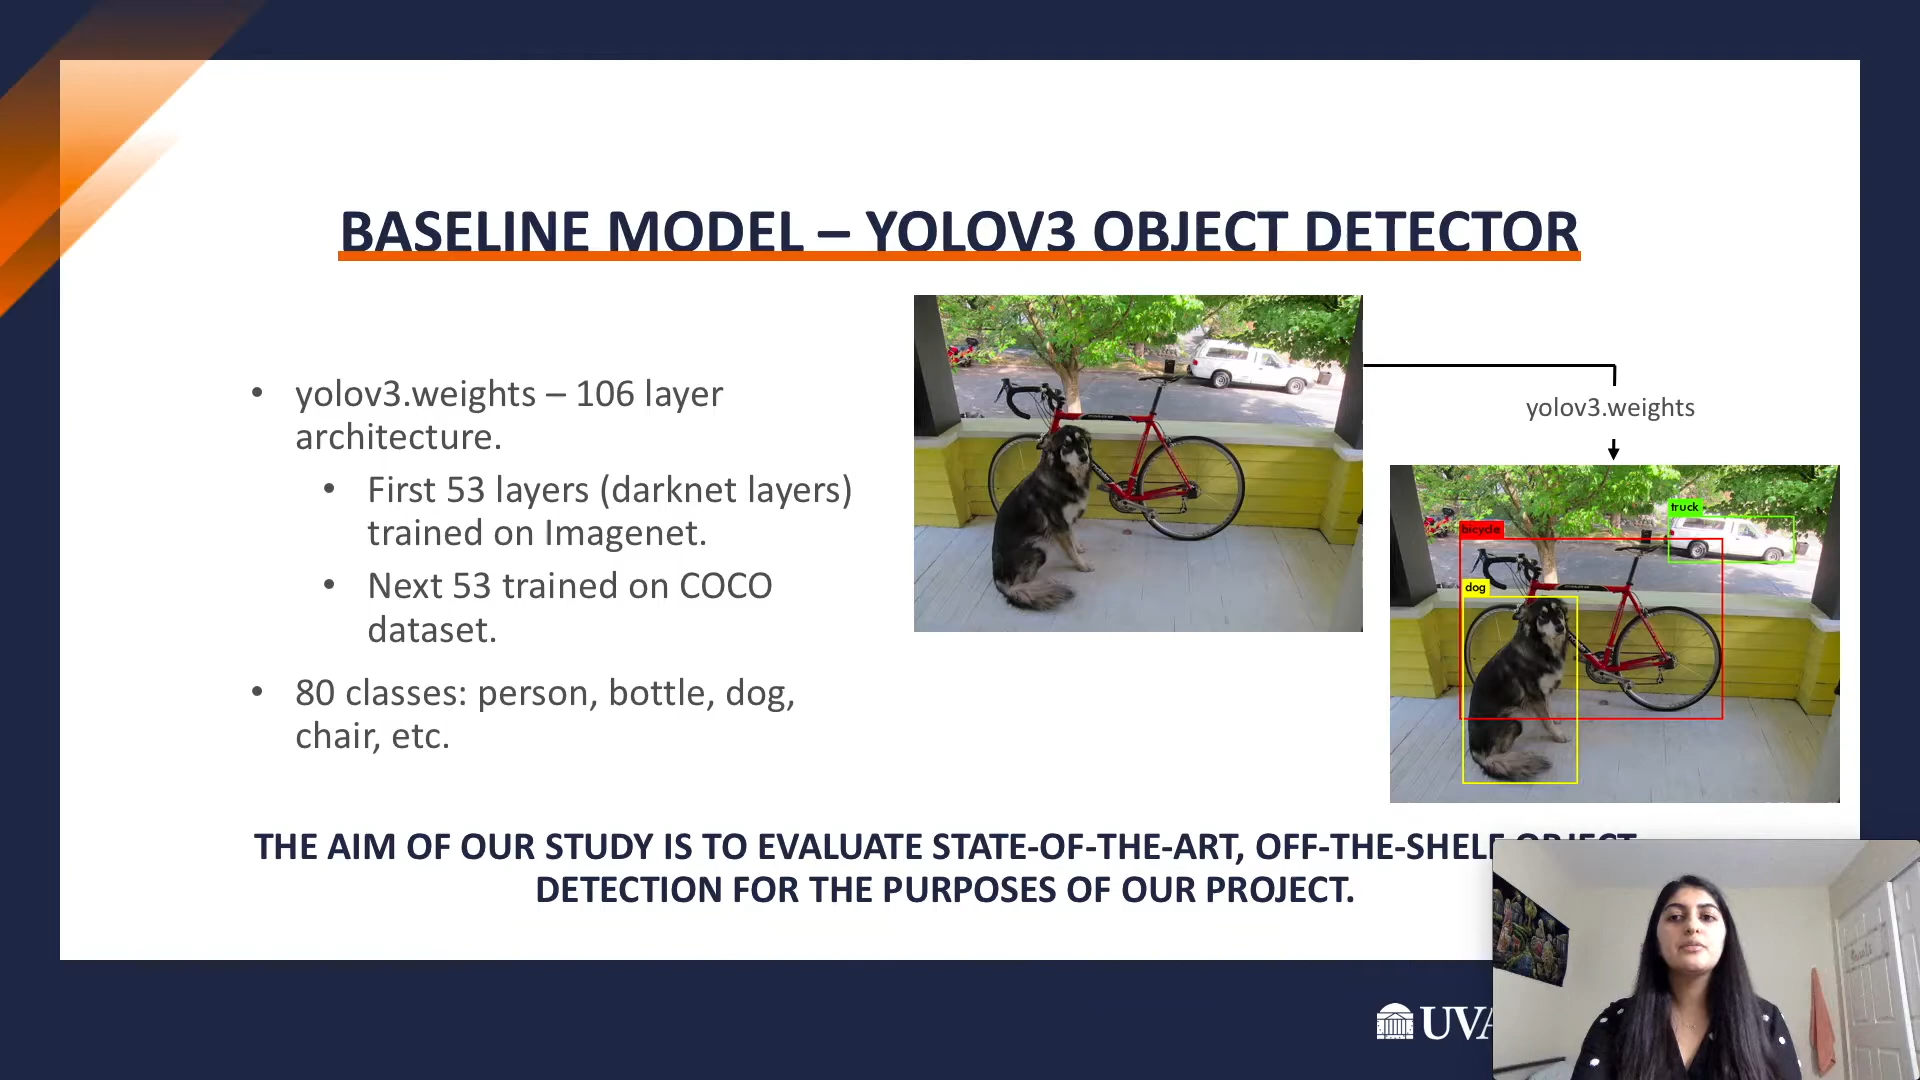 BASELINE MODEL – YOLOV3 OBJECT DETECTOR
• yolov3.weights – 106 layer
architecture.
• First 53 layers (darknet layers)
trained on Imagenet.
• Next 53 trained on COCO
dataset.
• 80 classes: person, bottle, dog,
chair, etc.
yolov3.weights
truck
bicycle
dog
THE AIM OF OUR STUDY IS TO EVALUATE STATE-OF-THE-ART, OFF-THE-SHELF OBJECT
DETECTION FOR THE PURPOSES OF OUR PROJECT.
UVA